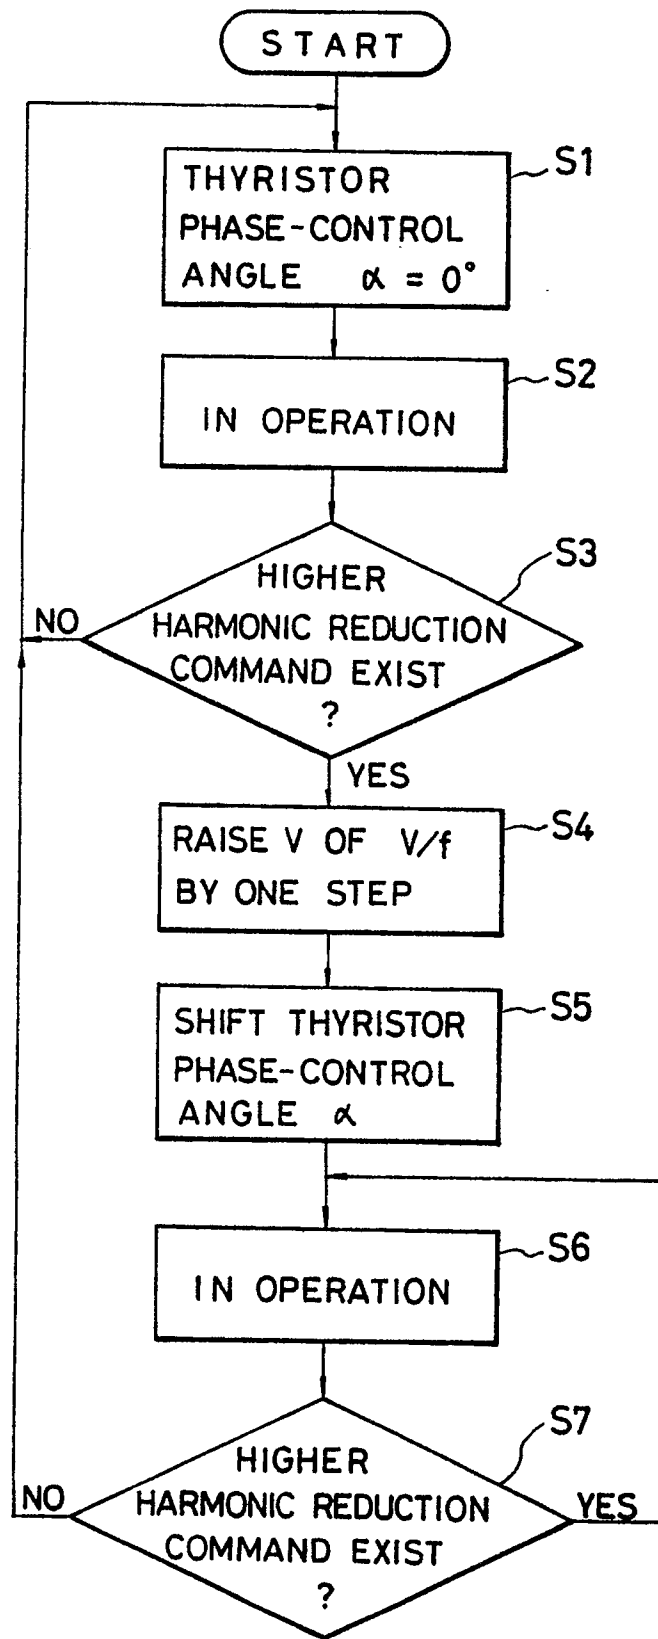 START
S1
THYRISTOR
PHASE-CONTROL
ANGLE α = 0°
S2
IN OPERATION
S3
HIGHER
HARMONIC REDUCTION
COMMAND EXIST
?
NO
YES
S4
RAISE V OF V/f
BY ONE STEP
S5
SHIFT THYRISTOR
PHASE-CONTROL
ANGLE α
S6
IN OPERATION
S7
HIGHER
HARMONIC REDUCTION
COMMAND EXIST
?
NO
YES